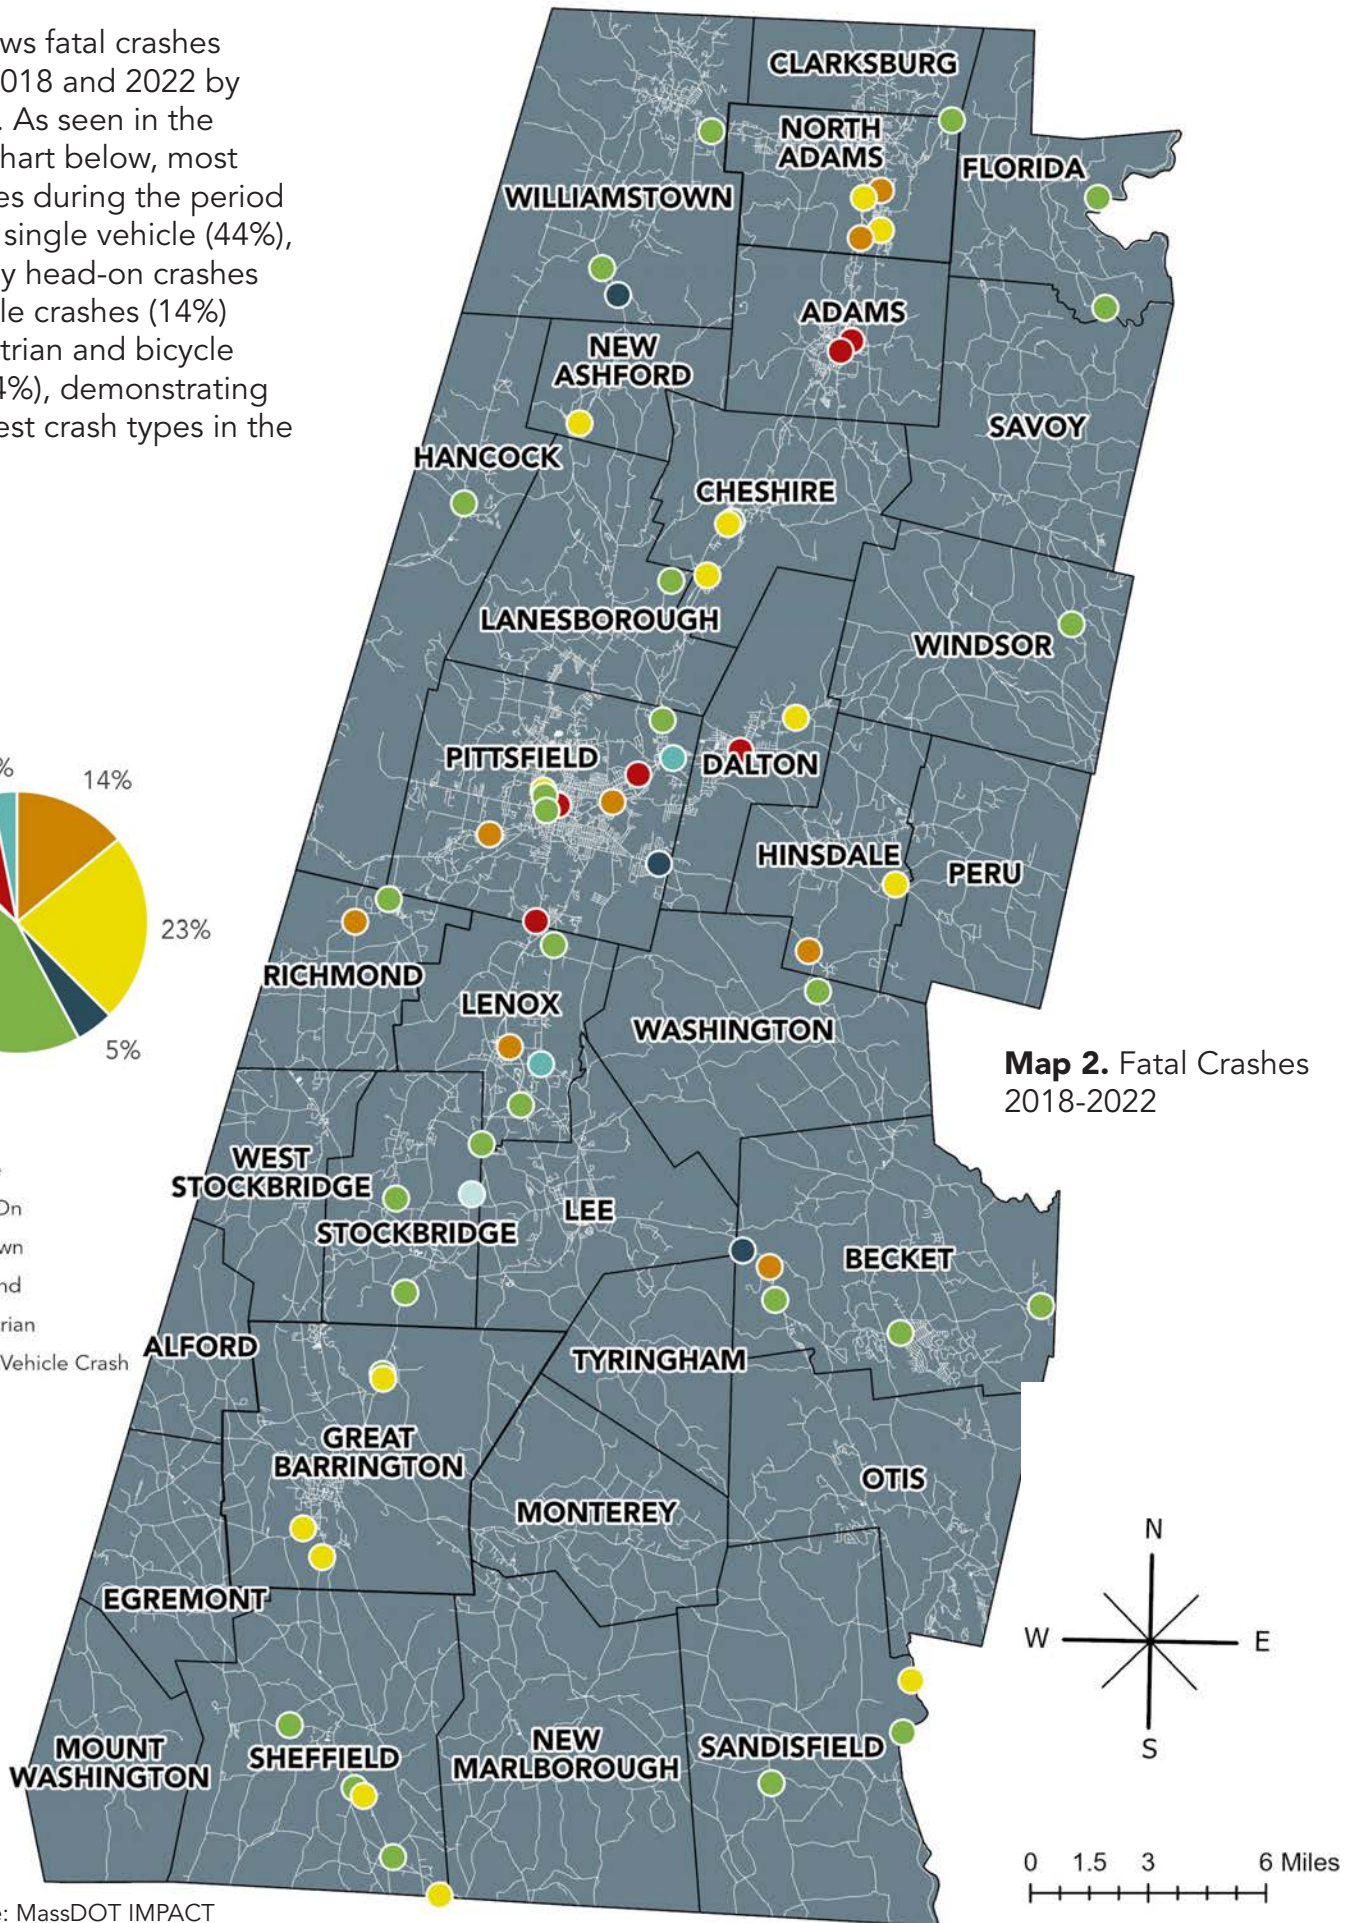 ws fatal crashes
018 and 2022 by
. As seen in the
hart below, most
es during the period
single vehicle (44%),
y head-on crashes
le crashes (14%)
trian and bicycle
4%), demonstrating
est crash types in the
CLARKSBURG
NORTH
ADAMS
FLORIDA
WILLIAMSTOWN
ADAMS
NEW
ASHFORD
SAVOY
HANCOCK
CHESHIRE
LANESBOROUGH
WINDSOR
PITTSFIELD
DALTON
%
14%
HINSDALE
PERU
23%
RICHMOND
LENOX
WASHINGTON
5%
Map 2. Fatal Crashes
2018-2022
WEST
STOCKBRIDGE
LEE
STOCKBRIDGE
On
wn
nd
rian
Vehicle Crash
BECKET
ALFORD
TYRINGHAM
GREAT
BARRINGTON
OTIS
MONTEREY
EGREMONT
N
W
E
S
MOUNT
WASHINGTON
SHEFFIELD
NEW
MARLBOROUGH
SANDISFIELD
0 1.5 3 6 Miles
e: MassDOT IMPACT